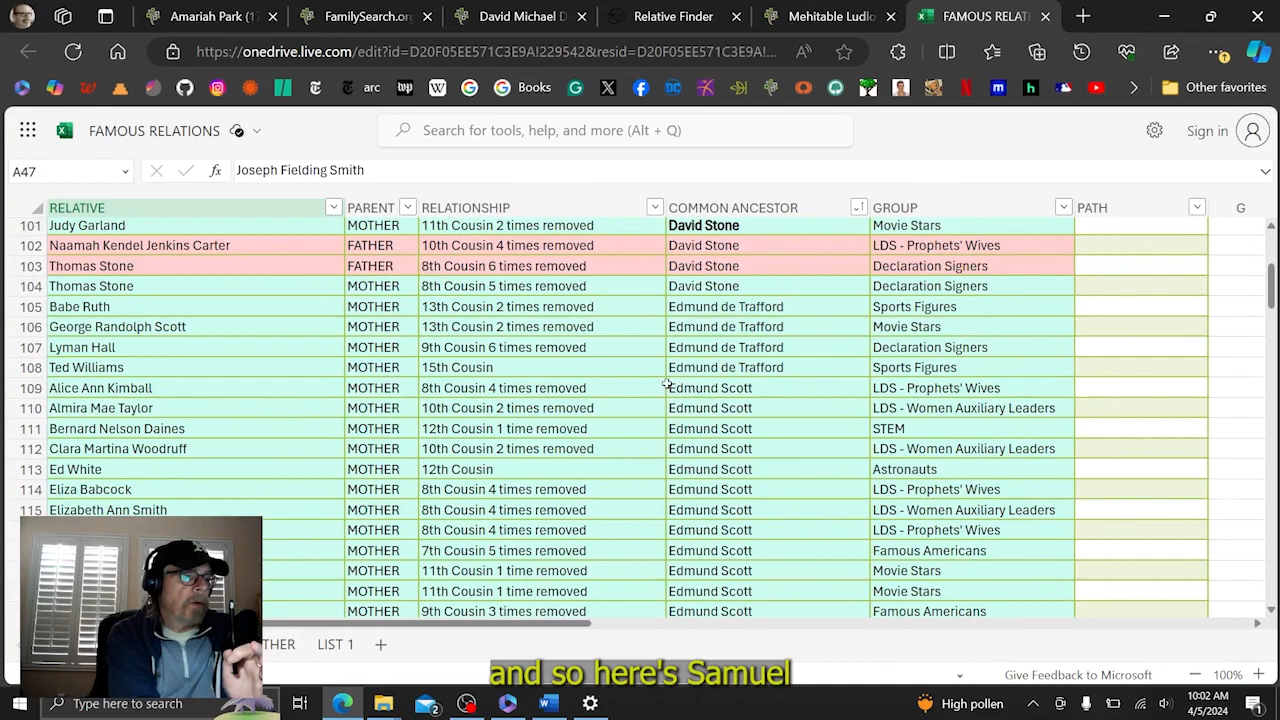 Amariah Park (1
FamilySearch.org
David Michael D
Relative Finder
Mehitable Ludlo
FAMOUS RELATI
https://onedrive.live.com/edit?id=D20F05EE571C3E9A!229542&resid=D20F05EE571C3E9A!...
arc
Books
Other favorites
FAMOUS RELATIONS
Search for tools, help, and more (Alt + Q)
Sign in
A47
fx
Joseph Fielding Smith
RELATIVE PARENT RELATIONSHIP COMMON ANCESTOR GROUP PATH G
101 Judy Garland MOTHER 11th Cousin 2 times removed David Stone Movie Stars
102 Naamah Kendel Jenkins Carter FATHER 10th Cousin 4 times removed David Stone LDS - Prophets' Wives
103 Thomas Stone FATHER 8th Cousin 6 times removed David Stone Declaration Signers
104 Thomas Stone MOTHER 8th Cousin 5 times removed David Stone Declaration Signers
105 Babe Ruth MOTHER 13th Cousin 2 times removed Edmund de Trafford Sports Figures
106 George Randolph Scott MOTHER 13th Cousin 2 times removed Edmund de Trafford Movie Stars
107 Lyman Hall MOTHER 9th Cousin 6 times removed Edmund de Trafford Declaration Signers
108 Ted Williams MOTHER 15th Cousin Edmund de Trafford Sports Figures
109 Alice Ann Kimball MOTHER 8th Cousin 4 times removed Edmund Scott LDS - Prophets' Wives
110 Almira Mae Taylor MOTHER 10th Cousin 2 times removed Edmund Scott LDS - Women Auxiliary Leaders
111 Bernard Nelson Daines MOTHER 12th Cousin 1 time removed Edmund Scott STEM
112 Clara Martina Woodruff MOTHER 10th Cousin 2 times removed Edmund Scott LDS - Women Auxiliary Leaders
113 Ed White MOTHER 12th Cousin Edmund Scott Astronauts
114 Eliza Babcock MOTHER 8th Cousin 4 times removed Edmund Scott LDS - Prophets' Wives
115 Elizabeth Ann Smith MOTHER 8th Cousin 4 times removed Edmund Scott LDS - Women Auxiliary Leaders
MOTHER 8th Cousin 4 times removed Edmund Scott LDS - Prophets' Wives
MOTHER 7th Cousin 5 times removed Edmund Scott Famous Americans
MOTHER 11th Cousin 1 time removed Edmund Scott Movie Stars
MOTHER 11th Cousin 1 time removed Edmund Scott Movie Stars
MOTHER 9th Cousin 3 times removed Edmund Scott Famous Americans
THER LIST 1
and so here's Samuel
Give Feedback to Microsoft
100%
Type here to search
High pollen
10:02 AM
4/5/2024